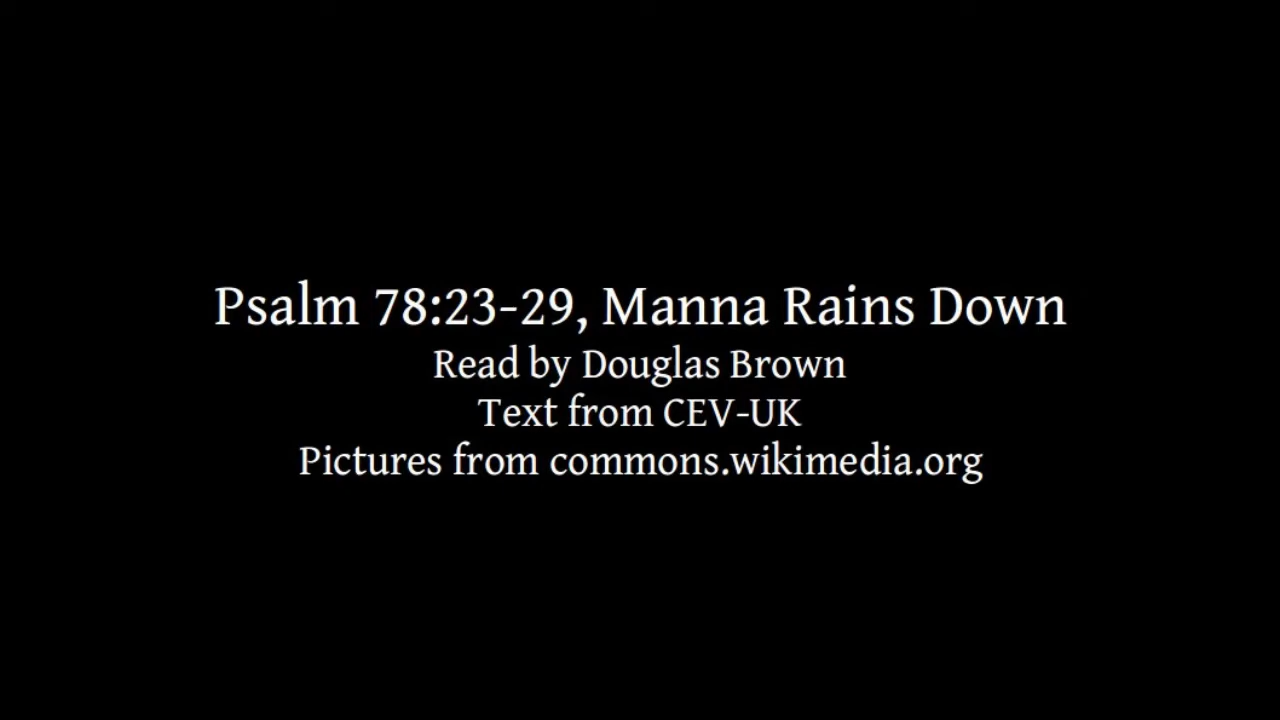 Psalm 78:23-29, Manna Rains Down
Read by Douglas Brown
Text from CEV-UK
Pictures from commons.wikimedia.org